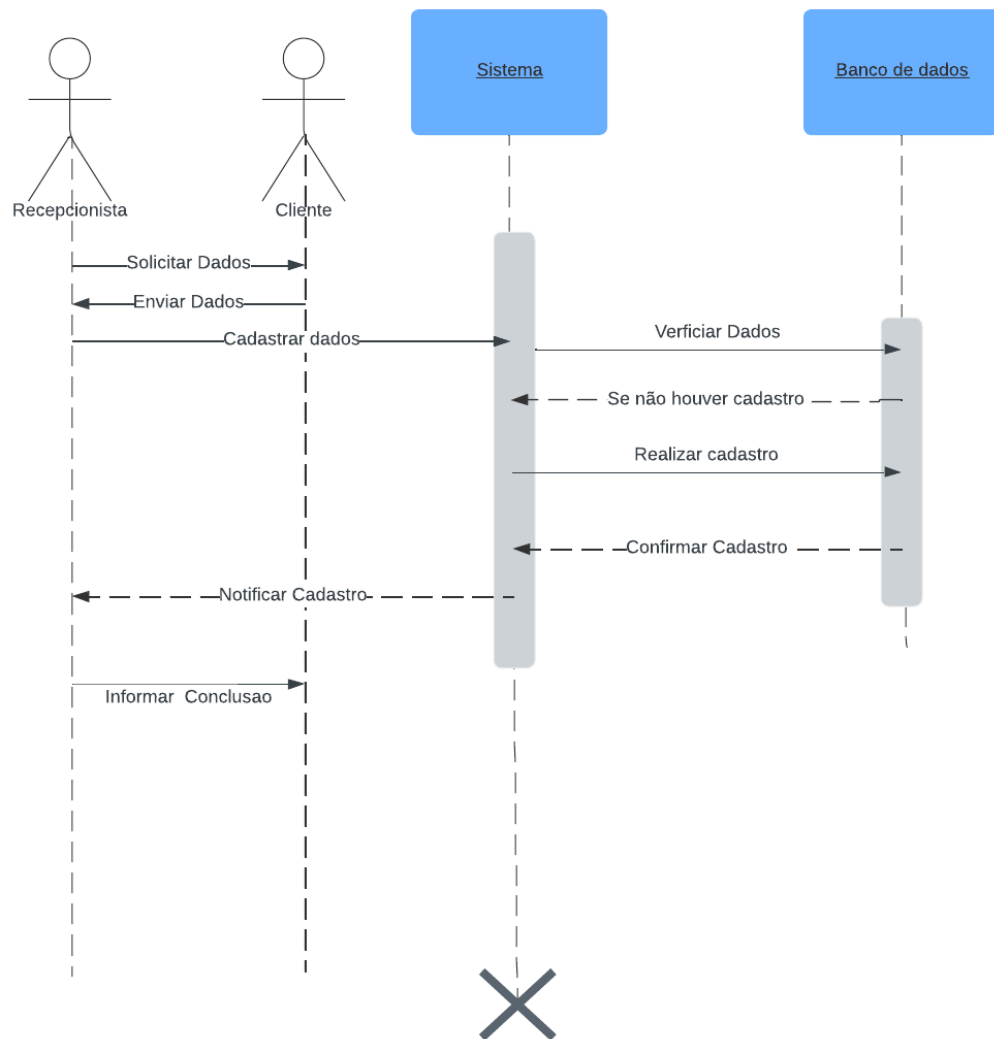 Sistema
Banco de dados
Recepcionista
Cliente
Solicitar Dados
Enviar Dados
Cadastrar dados
Verficiar Dados
Se não houver cadastro
Realizar cadastro
Confirmar Cadastro
Notificar Cadastro
Informar Conclusao